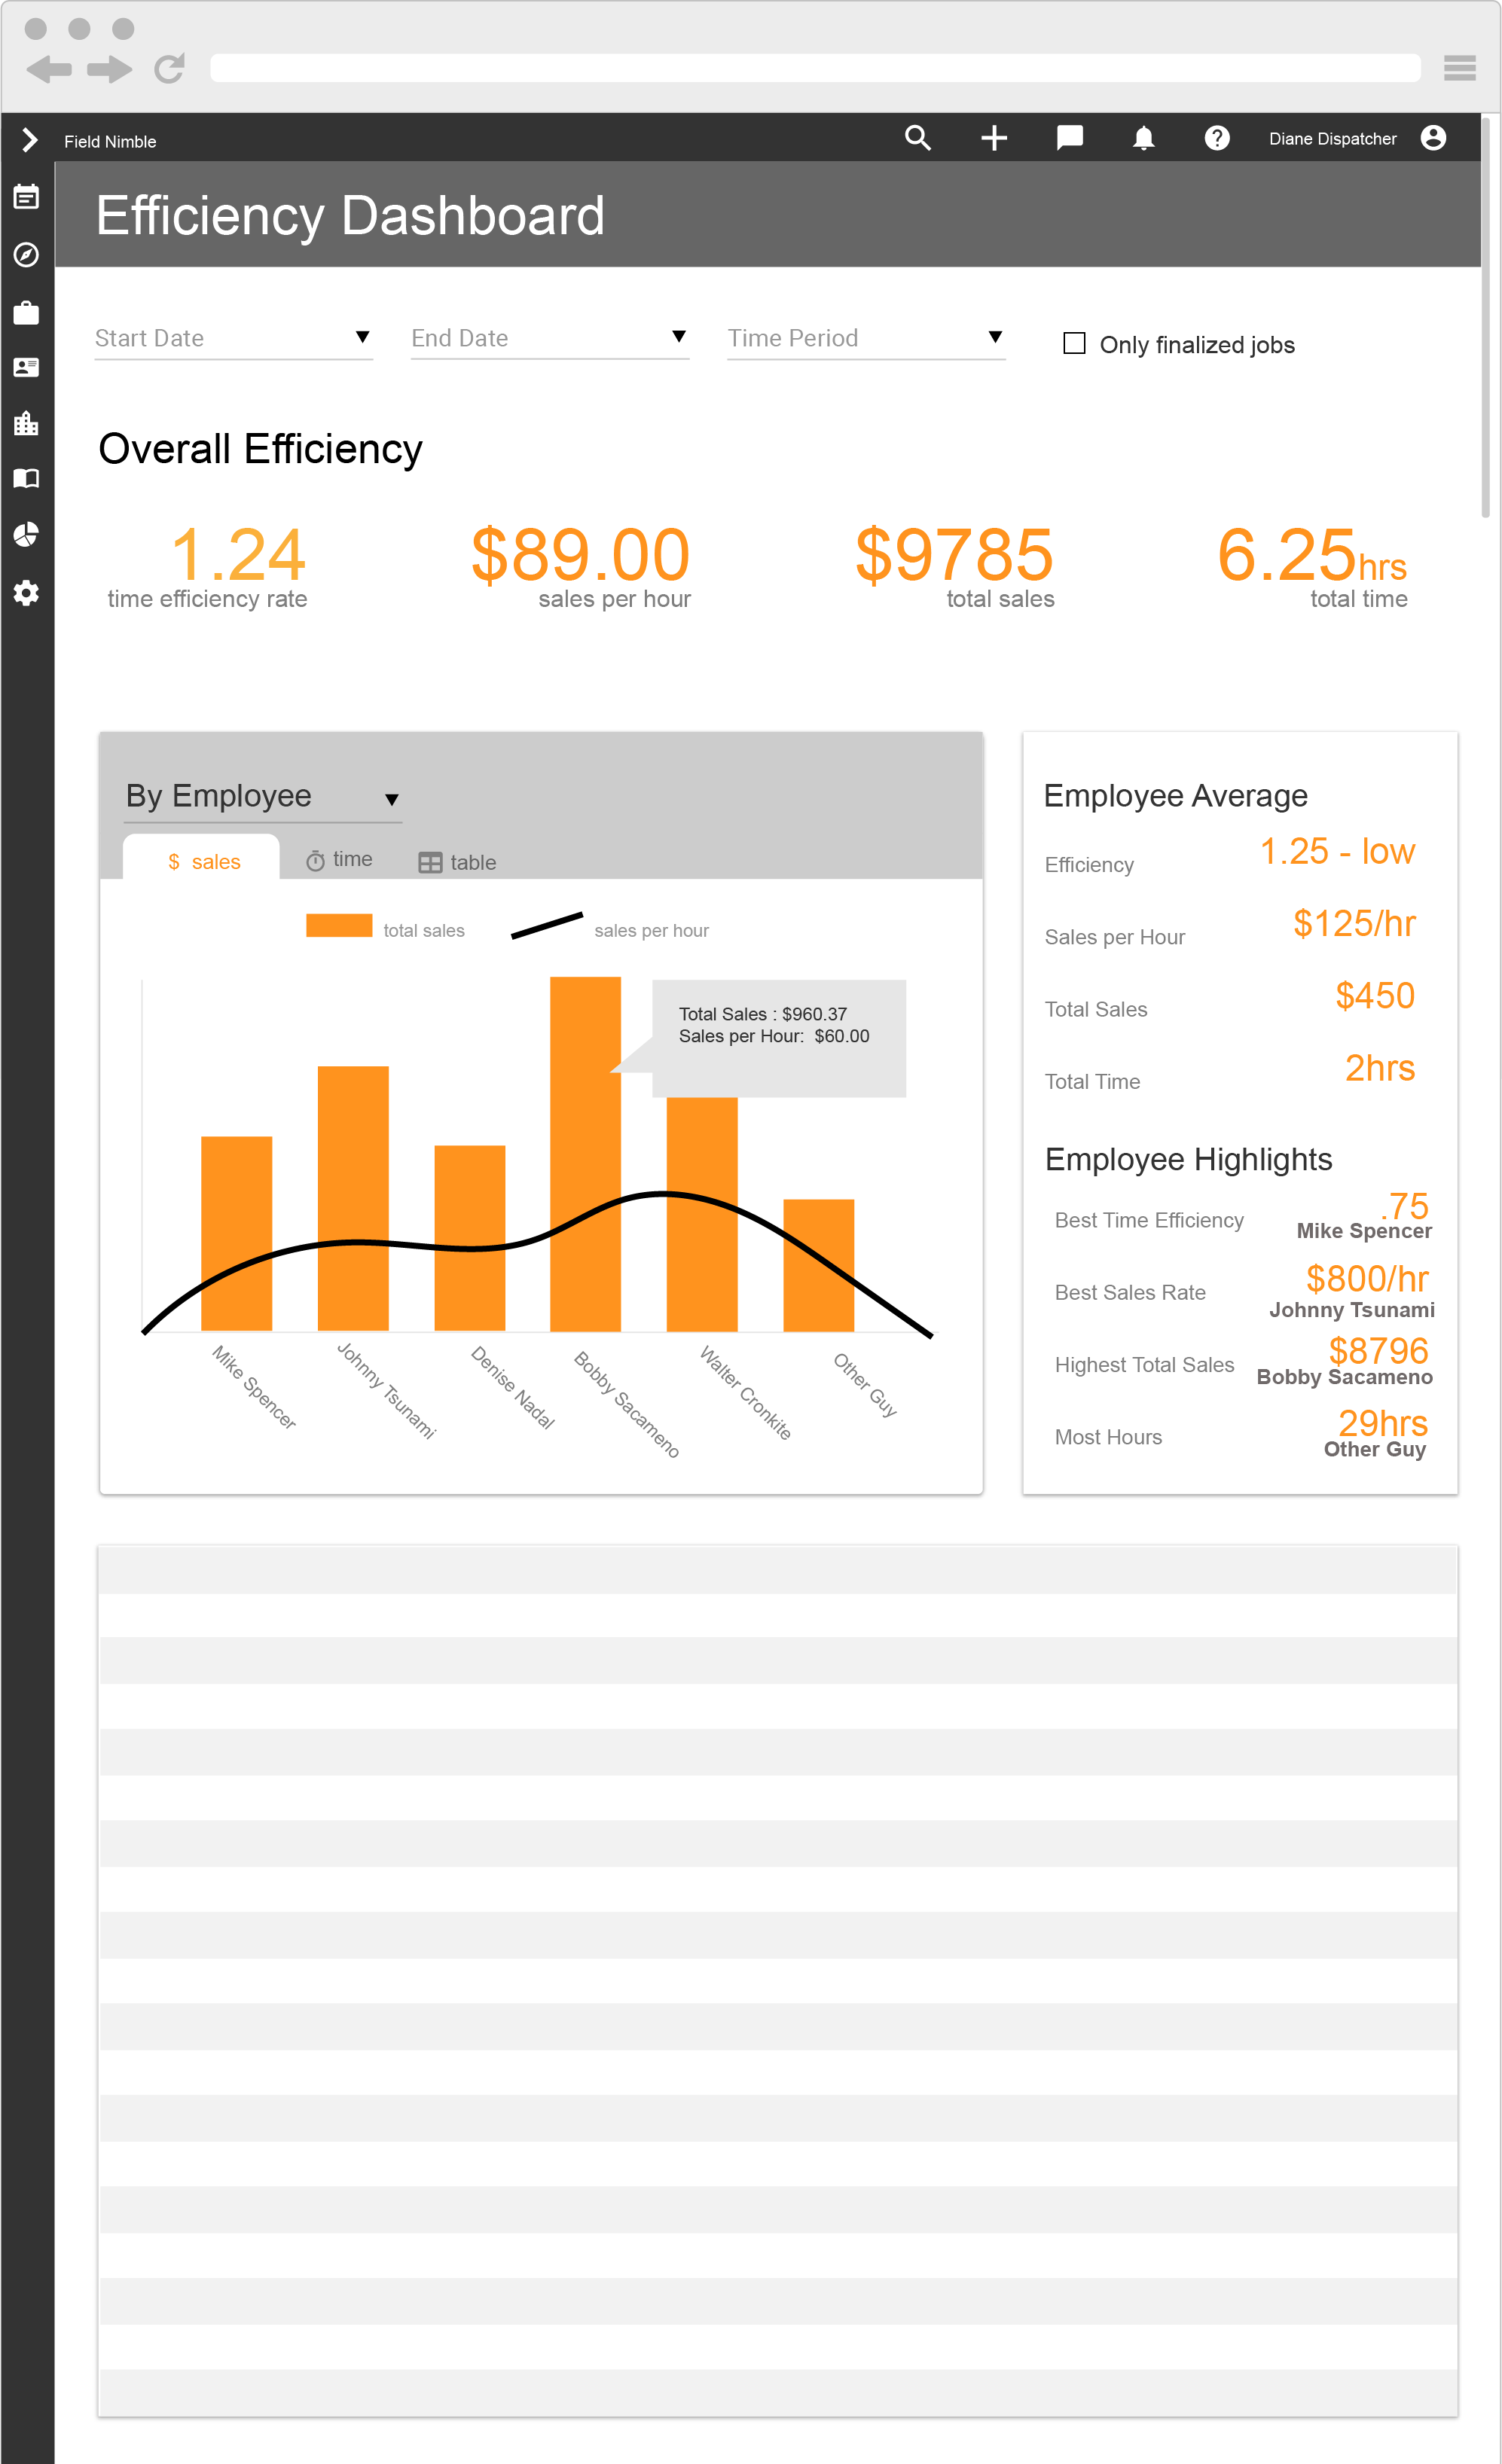 Field Nimble
Diane Dispatcher
Efficiency Dashboard
Start Date
End Date
Time Period
Only finalized jobs
Overall Efficiency
1.24
time efficiency rate
$89.00
sales per hour
$9785
total sales
6.25hrs
total time
By Employee
$ sales
time
table
total sales
sales per hour
Total Sales : $960.37
Sales per Hour: $60.00
Mike Spencer
Johnny Tsunami
Denise Nadal
Bobby Sacameno
Walter Cronkite
Other Guy
Employee Average
Efficiency
1.25 - low
Sales per Hour
$125/hr
Total Sales
$450
Total Time
2hrs
Employee Highlights
Best Time Efficiency
.75
Mike Spencer
Best Sales Rate
$800/hr
Johnny Tsunami
Highest Total Sales
$8796
Bobby Sacameno
Most Hours
29hrs
Other Guy